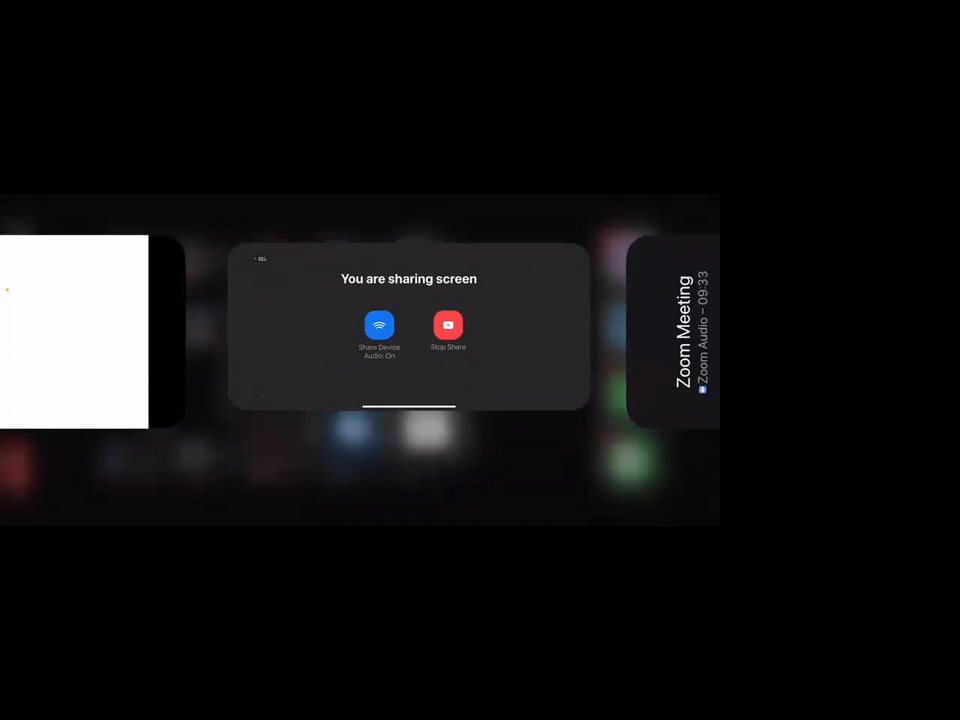 You are sharing screen
Share Device
Audio: On
Stop Share
Zoom Meeting
Zoom Audio – 09:33